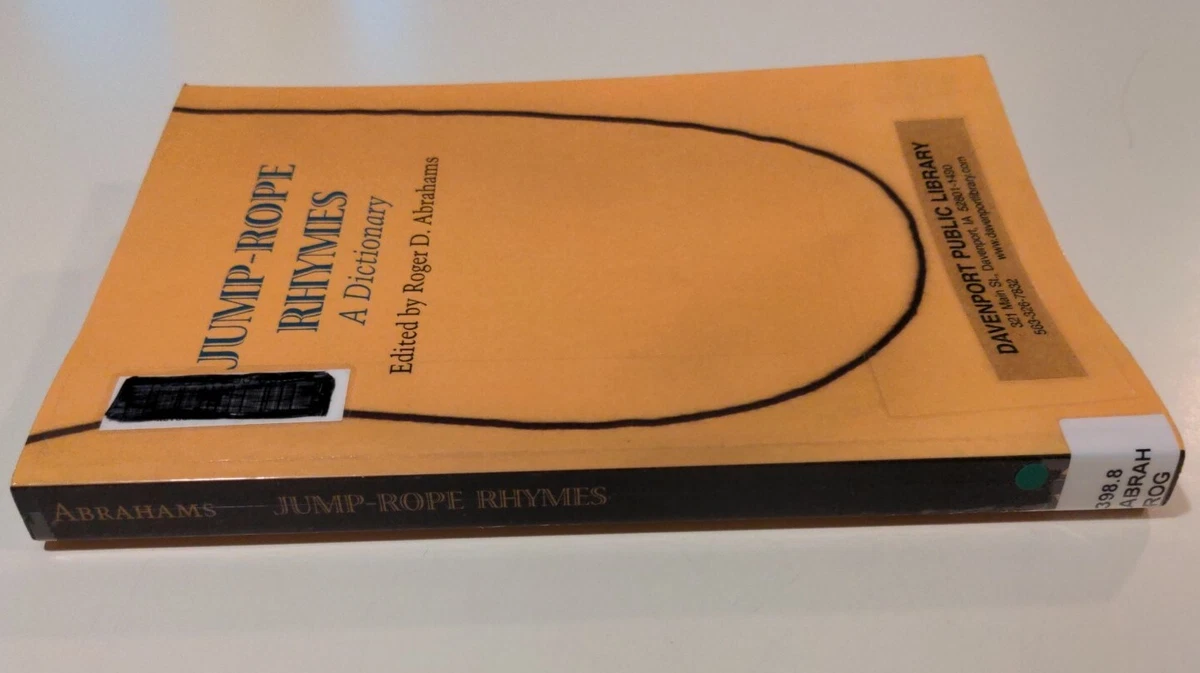 JUMP-ROPE
RHYMES
A Dictionary
Edited by Roger D. Abrahams
DAVENPORT PUBLIC LIBRARY
321 Main St., Davenport, IA 52801-1490
563-326-7832 www.davenportlibrary.com
ABRAHAMS JUMP-ROPE RHYMES
398.8
ABRAH
ROG